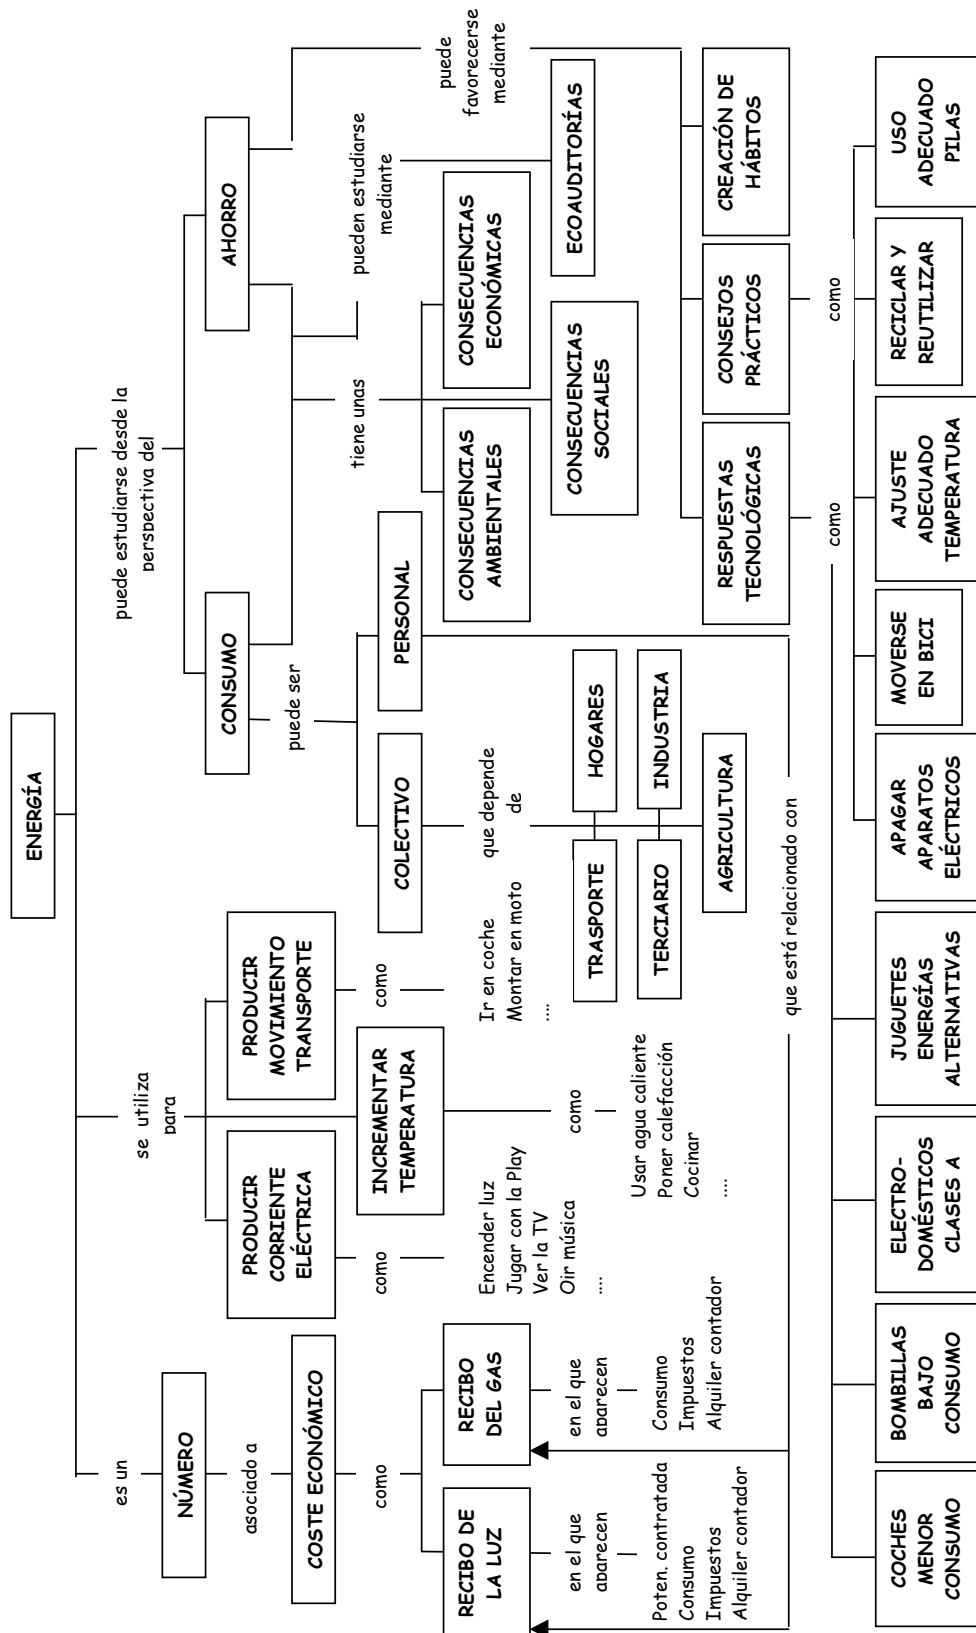 ENERGÍA
es un
NÚMERO
asociado a
COSTE ECONÓMICO
como
RECIBO DE
LA LUZ
en el que
aparecen
Poten. contratada
Consumo
Impuestos
Alquiler contador
RECIBO
DEL GAS
en el que
aparecen
Consumo
Impuestos
Alquiler contador
se utiliza
para
PRODUCIR
CORRIENTE
ELÉCTRICA
como
Encender luz
Jugar con la Play
Ver la TV
Oir música
....
INCREMENTAR
TEMPERATURA
como
Usar agua caliente
Poner calefacción
Cocinar
....
PRODUCIR
MOVIMIENTO
TRANSPORTE
como
Ir en coche
Montar en moto
....
puede estudiarse desde la
perspectiva del
CONSUMO
puede ser
COLECTIVO
que depende
de
TRASPORTE
HOGARES
TERCIARIO
INDUSTRIA
AGRICULTURA
PERSONAL
que está relacionado con
AHORRO
tiene unas
CONSECUENCIAS
AMBIENTALES
CONSECUENCIAS
ECONÓMICAS
CONSECUENCIAS
SOCIALES
pueden estudiarse
mediante
ECOAUDITORÍAS
puede
favorecerse
mediante
RESPUESTAS
TECNOLÓGICAS
CONSEJOS
PRÁCTICOS
CREACIÓN DE
HÁBITOS
como
como
COCHES
MENOR
CONSUMO
BOMBILLAS
BAJO
CONSUMO
ELECTRO-
DOMÉSTICOS
CLASES A
JUGUETES
ENERGÍAS
ALTERNATIVAS
APAGAR
APARATOS
ELÉCTRICOS
MOVERSE
EN BICI
AJUSTE
ADECUADO
TEMPERATURA
RECICLAR Y
REUTILIZAR
USO
ADECUADO
PILAS